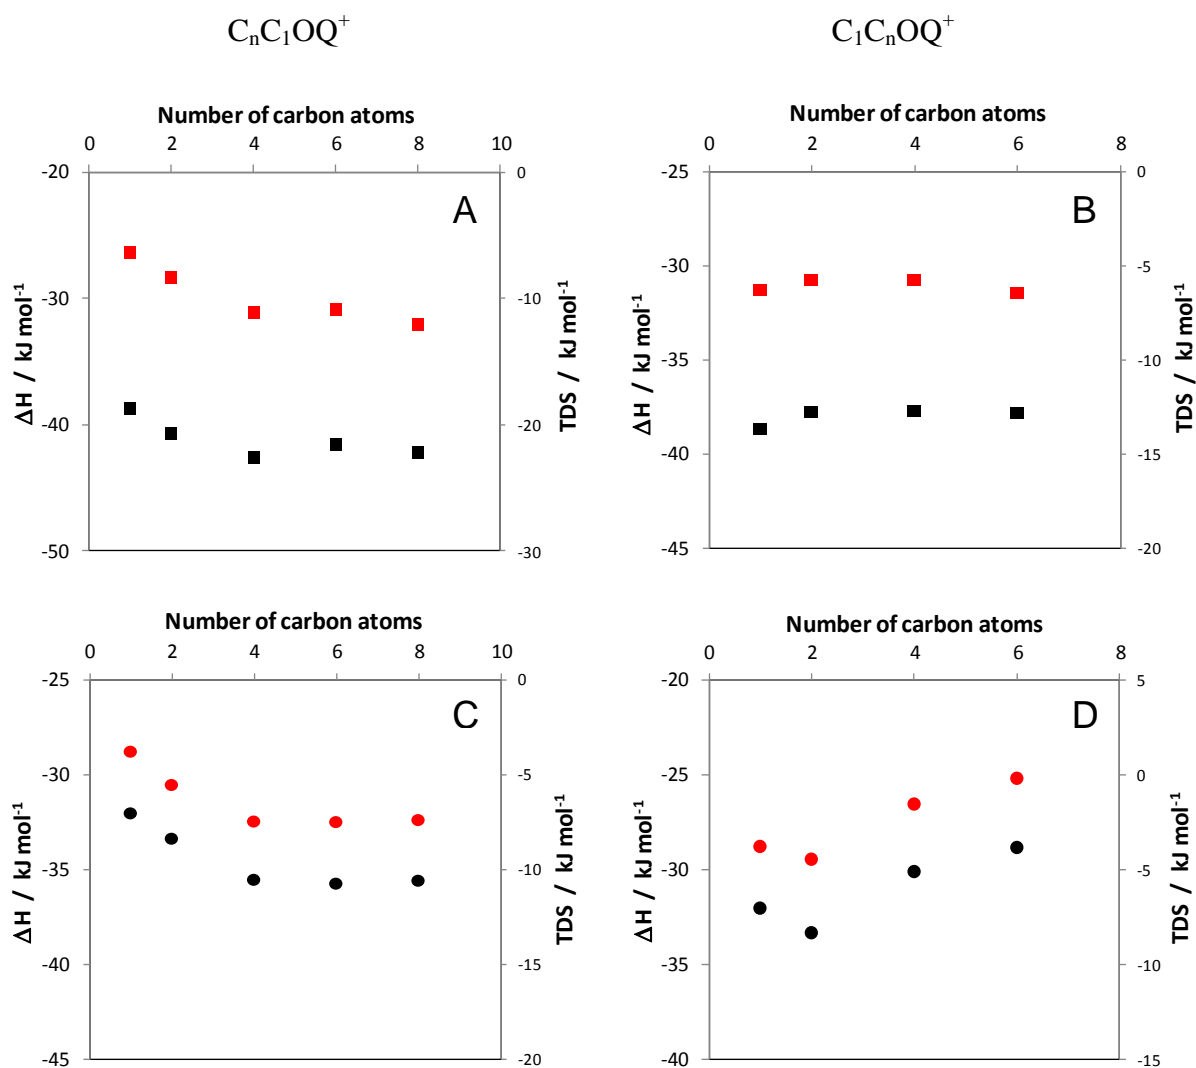 CₙC₁OQ⁺ C₁CₙOQ⁺
Number of carbon atoms
0 2 4 6 8 10
A
-20
-30
-40
-50
ΔH / kJ mol⁻¹
0
-10
-20
-30
TDS / kJ mol⁻¹
Number of carbon atoms
0 2 4 6 8
B
-25
-30
-35
-40
-45
ΔH / kJ mol⁻¹
0
-5
-10
-15
-20
TDS / kJ mol⁻¹
Number of carbon atoms
0 2 4 6 8 10
C
-25
-30
-35
-40
-45
ΔH / kJ mol⁻¹
0
-5
-10
-15
-20
TDS / kJ mol⁻¹
Number of carbon atoms
0 2 4 6 8
D
-20
-25
-30
-35
-40
ΔH / kJ mol⁻¹
5
0
-5
-10
-15
TDS / kJ mol⁻¹